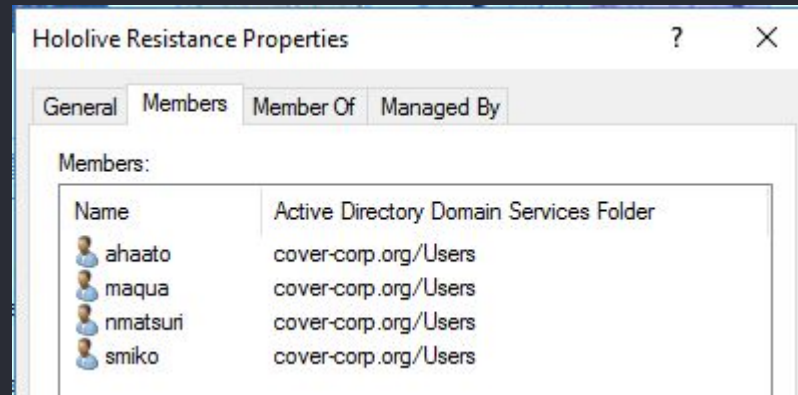 Hololive Resistance Properties ? ×
General Members Member Of Managed By
Members:
Name Active Directory Domain Services Folder
ahaato cover-corp.org/Users
maqua cover-corp.org/Users
nmatsuri cover-corp.org/Users
smiko cover-corp.org/Users